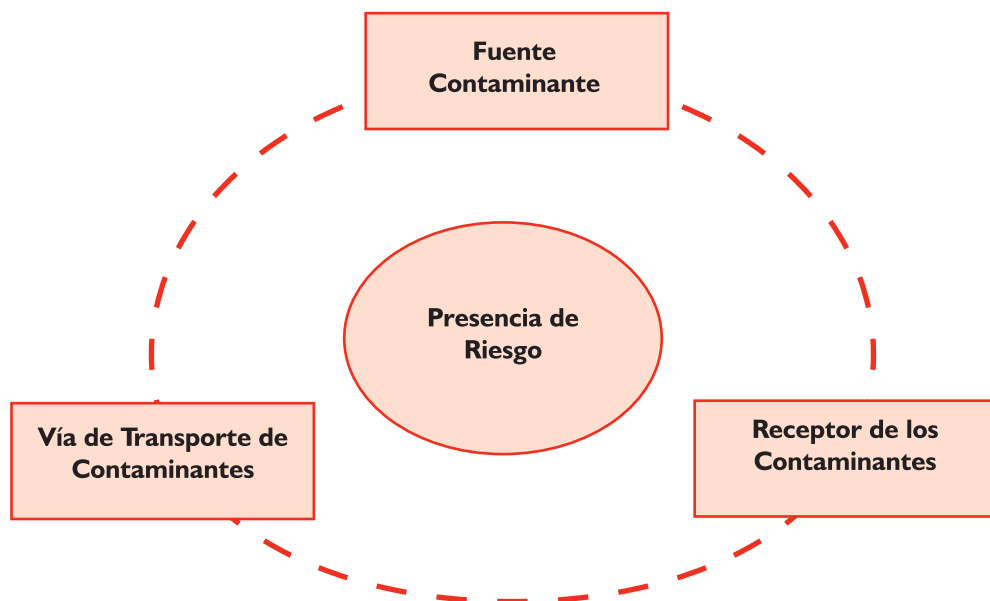 Fuente
Contaminante
Presencia de
Riesgo
Vía de Transporte de
Contaminantes
Receptor de los
Contaminantes